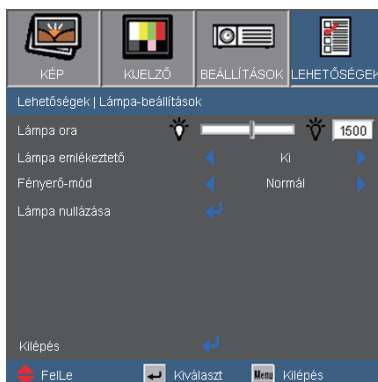 KÉP KIJELZŐ BEÁLLÍTÁSOK LEHETŐSÉGEK
Lehetőségek | Lámpa-beállítások
Lámpa ora 1500
Lámpa emlékeztető Ki
Fényerő-mód Normál
Lámpa nullázása
Kilépés
FelLe Kiválaszt Menu Kilépés